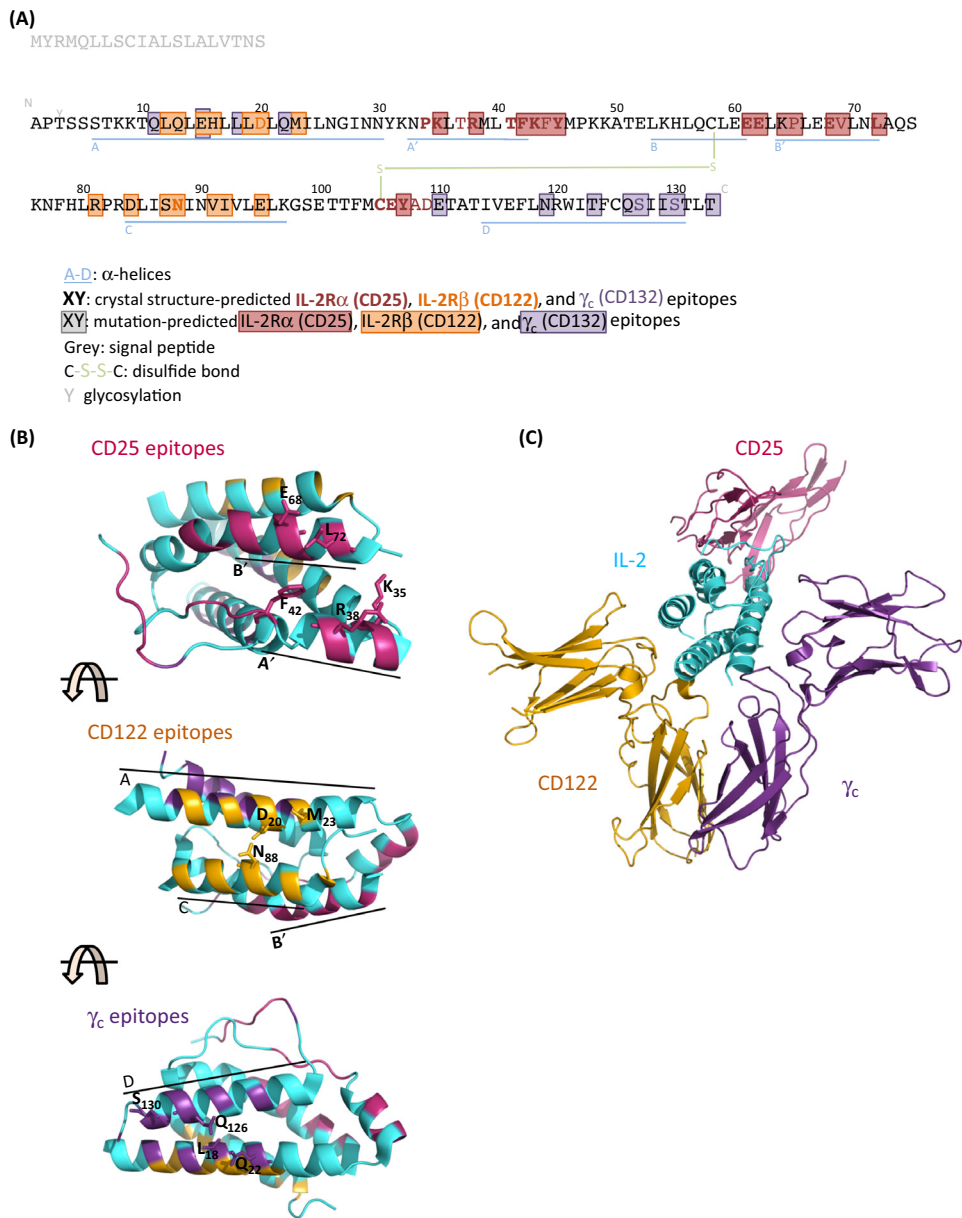 (A)
MYRMQLLSCIALSLALVTNS
N Y 10 20 30 40 50 60 70
APTSSSTKKTQLQLEHLLLDLQMILNGINNYKNPKLTRMLTFKFYMPKKATELKHLQCLEEELKPLEEVLNLAQS
A A' B B'
S S
80 90 100 110 120 130 C
KNFHLRPRDLISNINVIVLELKGSETTFMCEYADETATIVEFLNRWITFCQSIISTLT
C D
A-D: α-helices
XY: crystal structure-predicted IL-2Rα (CD25), IL-2Rβ (CD122), and γc (CD132) epitopes
XY: mutation-predicted IL-2Rα (CD25), IL-2Rβ (CD122), and γc (CD132) epitopes
Grey: signal peptide
C-S-S-C: disulfide bond
Y glycosylation
(B)
CD25 epitopes
E68
L72
B'
K35
F42
R38
A'
CD122 epitopes
A
D20 M23
N88
C
B'
γc epitopes
D
S130
Q126
L18
Q22
(C)
CD25
IL-2
CD122
γc